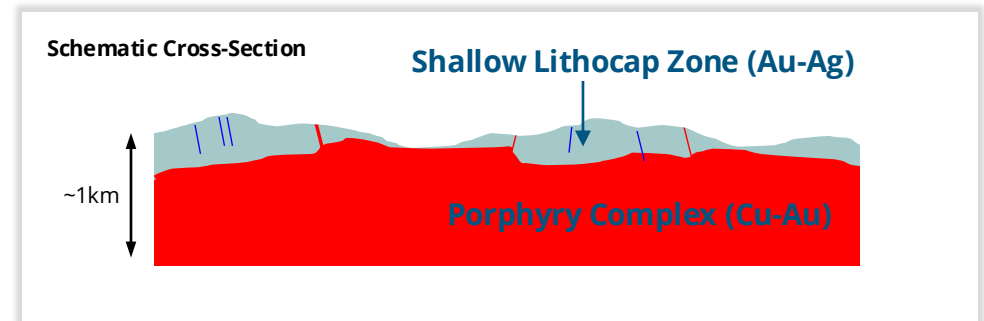 Schematic Cross-Section
Shallow Lithocap Zone (Au-Ag)
~1km
Porphyry Complex (Cu-Au)